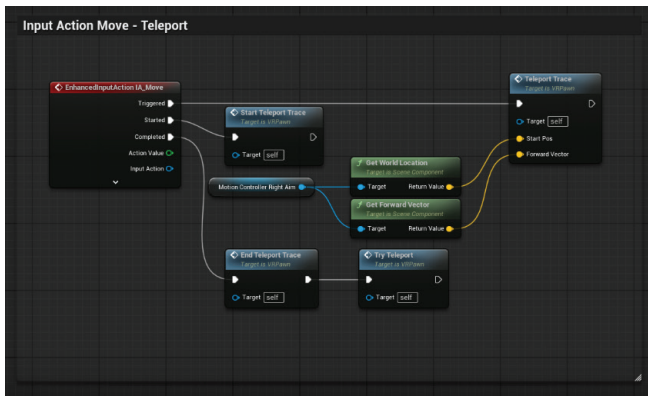 Input Action Move - Teleport
EnhancedInputAction IA_Move
Triggered
Started
Completed
Action Value
Input Action
Start Teleport Trace
Target is VRPawn
Target self
Motion Controller Right Aim
Get World Location
Target is Scene Component
Target Return Value
Get Forward Vector
Target is Scene Component
Target Return Value
Teleport Trace
Target is VRPawn
Target self
Start Pos
Forward Vector
End Teleport Trace
Target is VRPawn
Target self
Try Teleport
Target is VRPawn
Target self